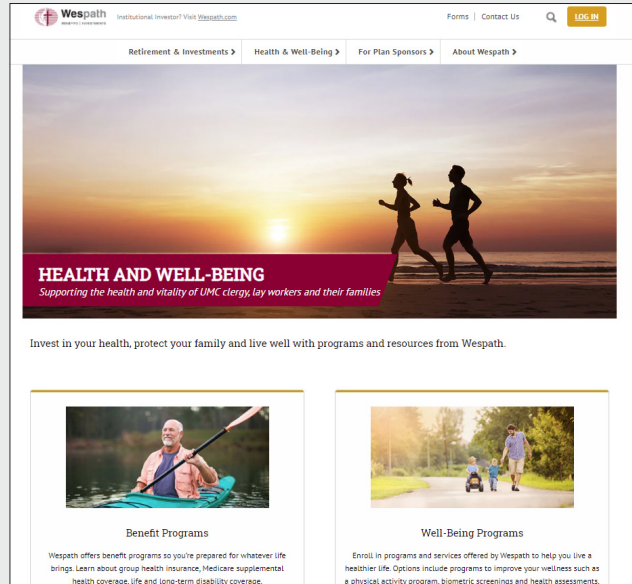 Wespath
Institutional Investor? Visit Wespath.com
Forms | Contact Us
LOG IN
Retirement & Investments
Health & Well-Being
For Plan Sponsors
About Wespath
HEALTH AND WELL-BEING
Supporting the health and vitality of UMC clergy, lay workers and their families
Invest in your health, protect your family and live well with programs and resources from Wespath.
Benefit Programs
Wespath offers benefit programs so you're prepared for whatever life
brings. Learn about group health insurance, Medicare supplemental
health coverage, life and long-term disability coverage.
Well-Being Programs
Enroll in programs and services offered by Wespath to help you live a
healthier life. Options include programs to improve your wellness such as
a physical activity program, biometric screenings and health assessments.